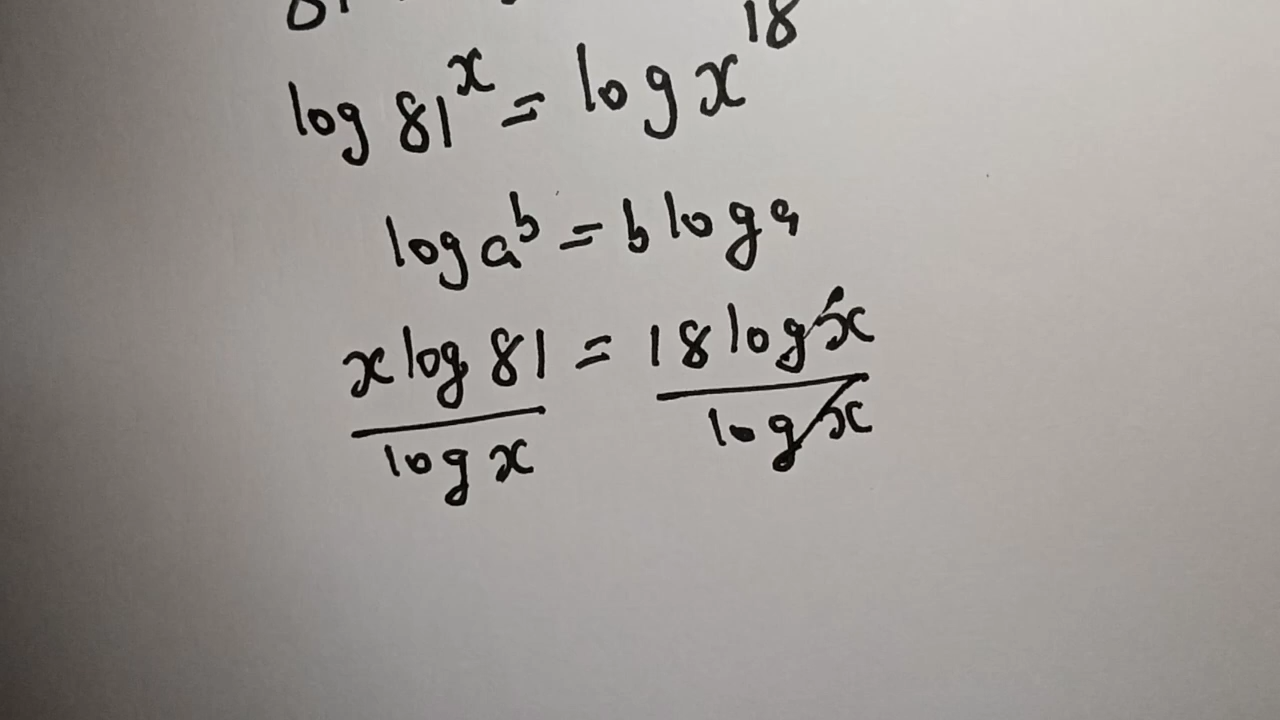 log 81^x = log x^18
log a^b = b log a
x log 81 = 18 log x
log x log x